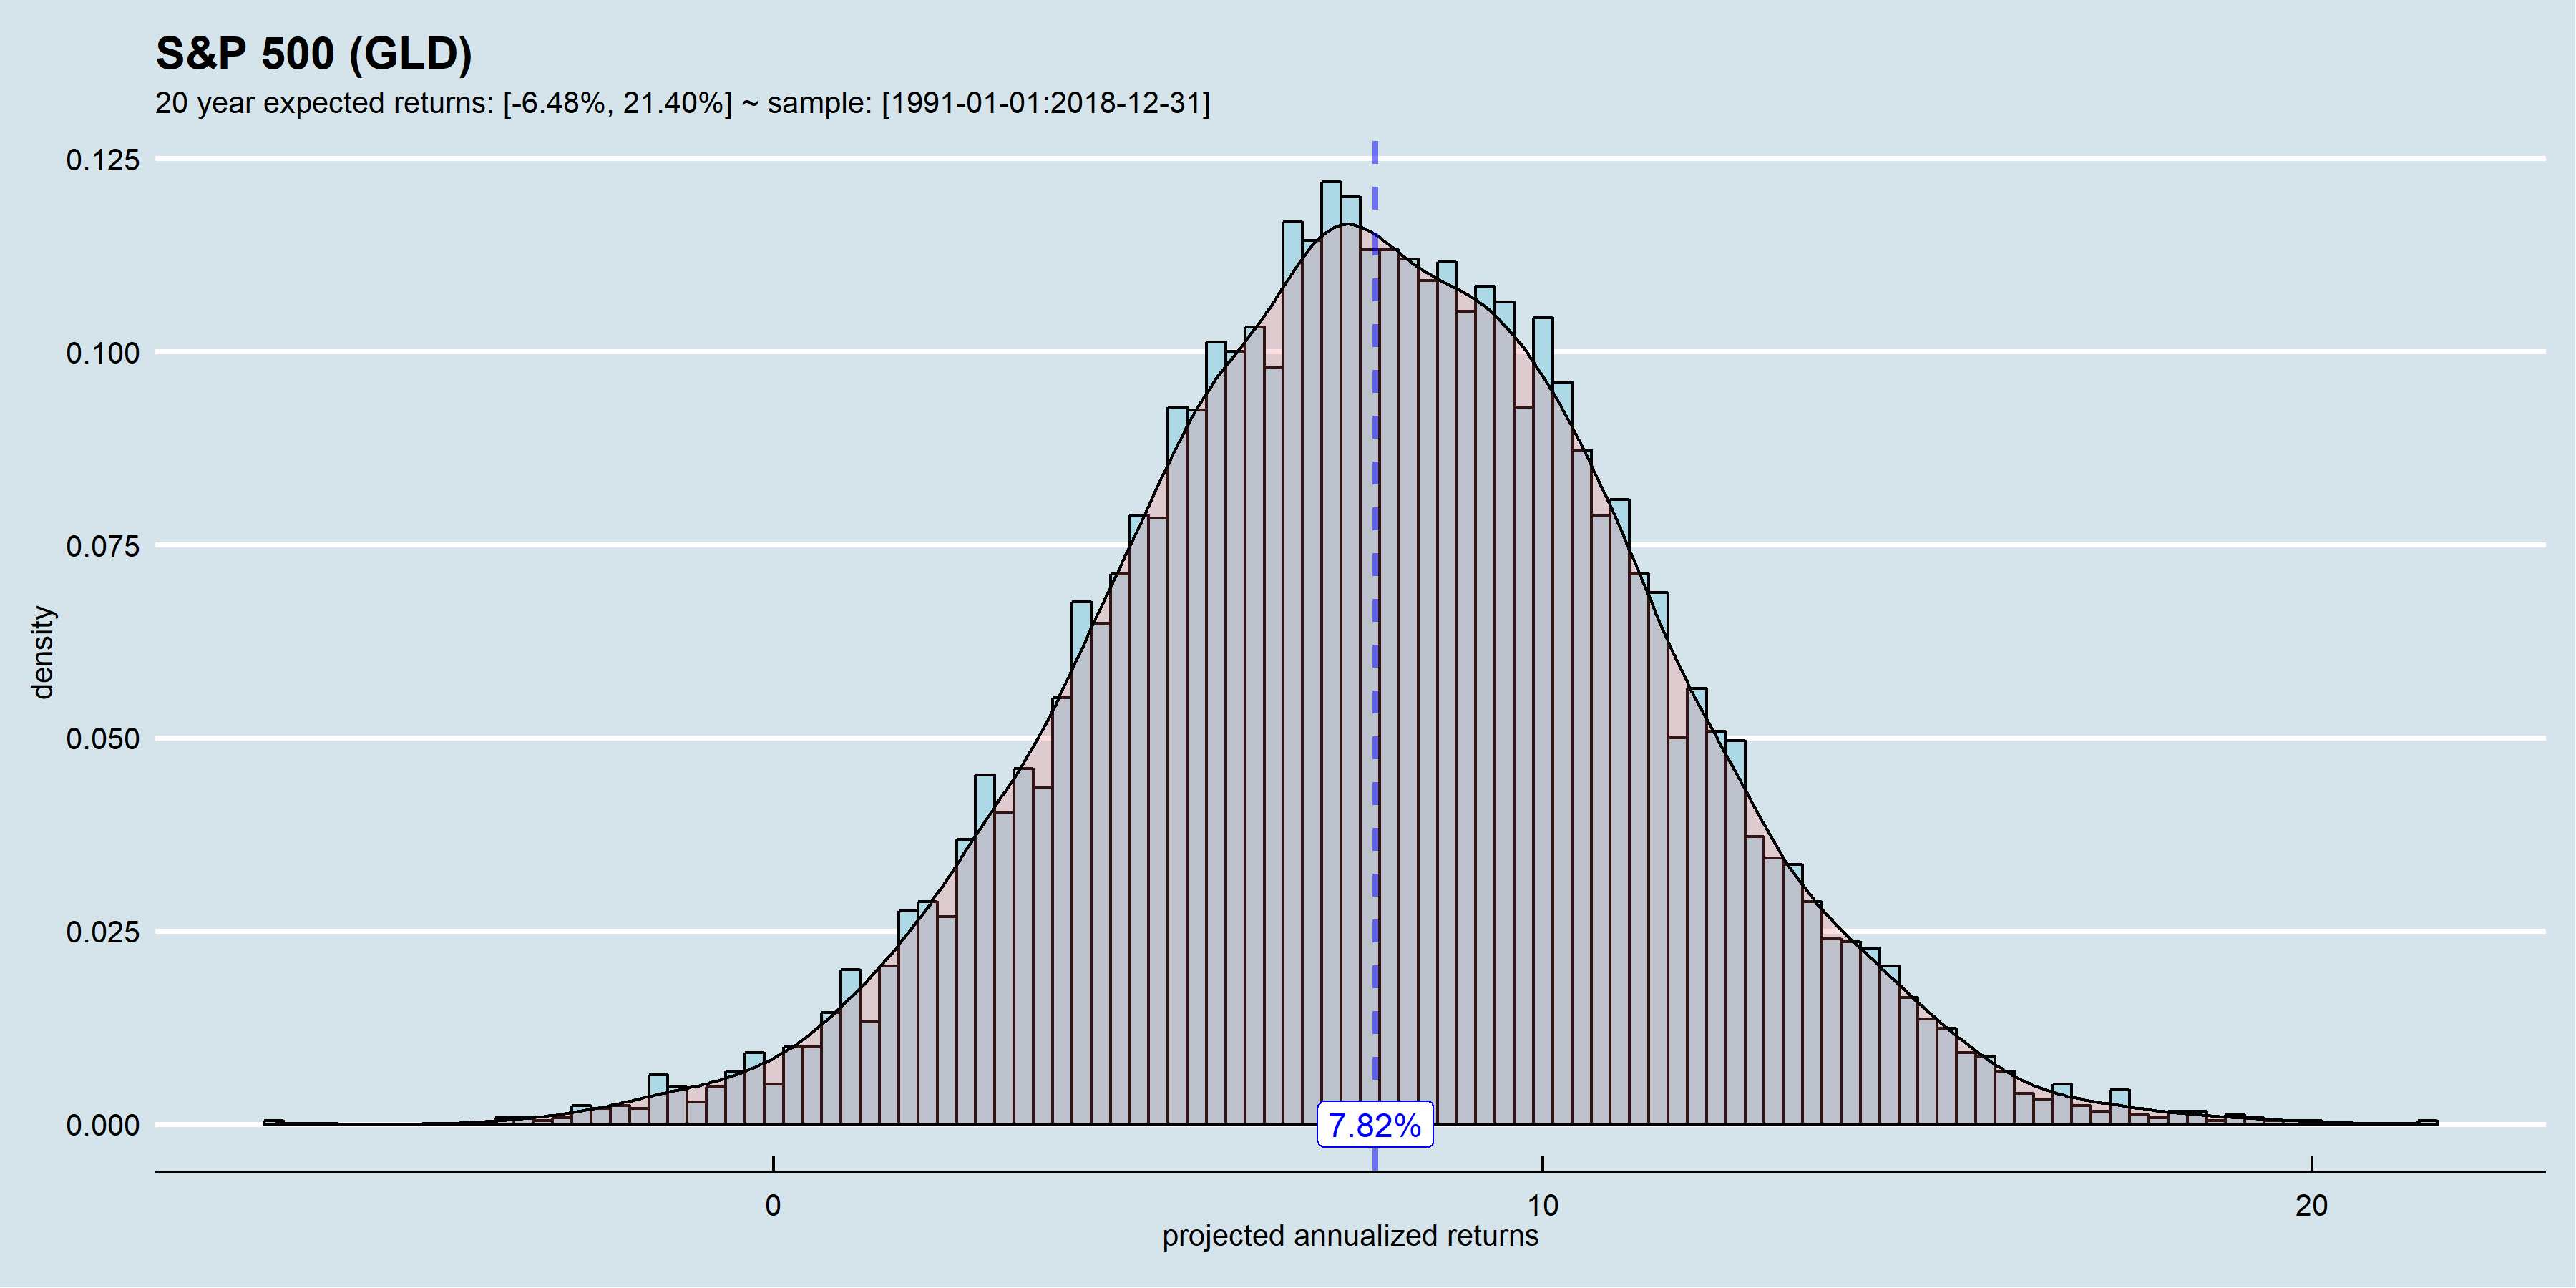 S&P 500 (GLD)
20 year expected returns: [-6.48%, 21.40%] ~ sample: [1991-01-01:2018-12-31]
0.125
0.100
0.075
0.050
0.025
0.000
density
7.82%
0 10 20
projected annualized returns